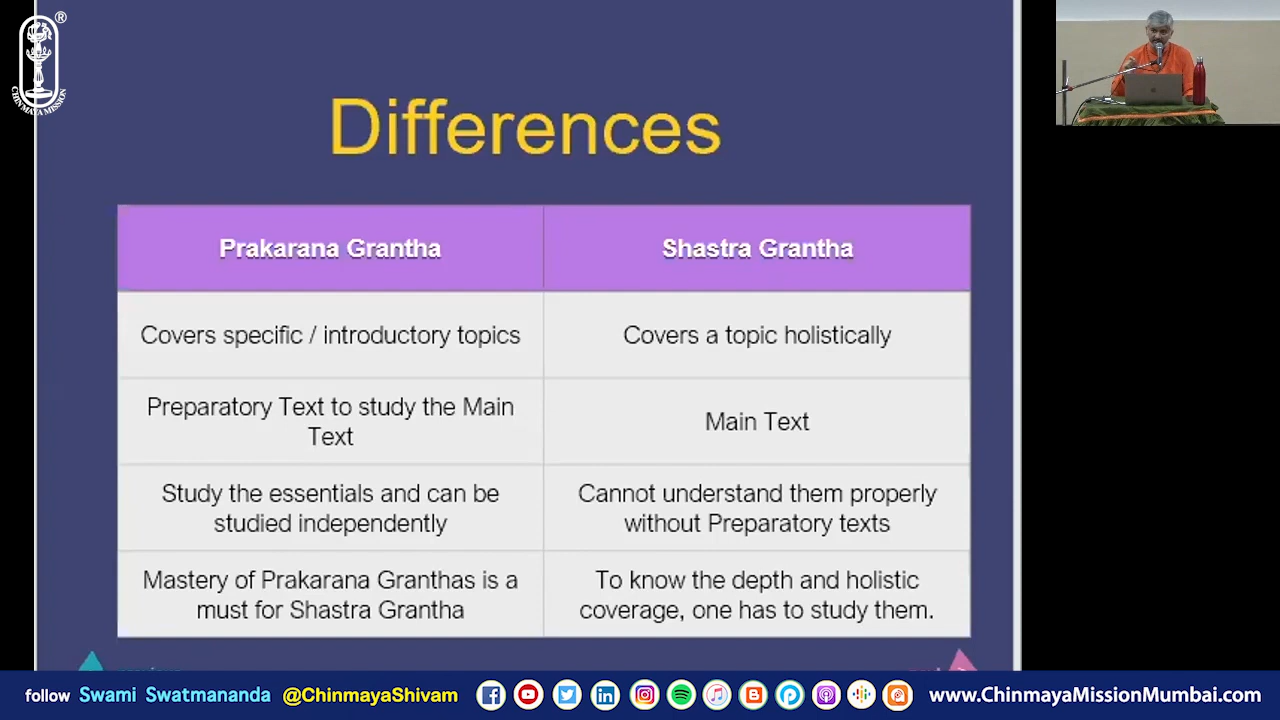 ®
CHINMAYA MISSION
Differences
Prakarana Grantha
Shastra Grantha
Covers specific / introductory topics
Covers a topic holistically
Preparatory Text to study the Main
Text
Main Text
Study the essentials and can be
studied independently
Cannot understand them properly
without Preparatory texts
Mastery of Prakarana Granthas is a
must for Shastra Grantha
To know the depth and holistic
coverage, one has to study them.
follow Swami Swatmananda @ChinmayaShivam
www.ChinmayaMissionMumbai.com